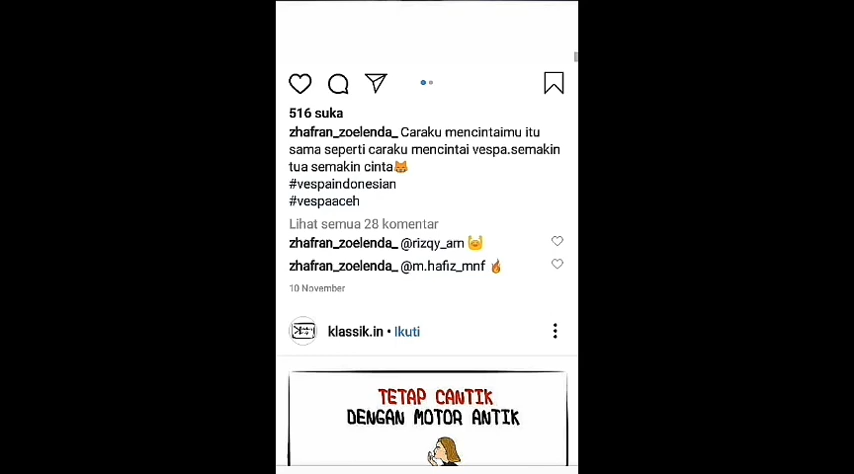 516 suka
zhafran_zoelenda_ Caraku mencintaimu itu
sama seperti caraku mencintai vespa.semakin
tua semakin cinta😽
#vespaindonesian
#vespaaceh
Lihat semua 28 komentar
zhafran_zoelenda_ @rizqy_am 🙌
zhafran_zoelenda_ @m.hafiz_mnf 🔥
10 November
klassik.in • Ikuti
TETAP CANTIK
DENGAN MOTOR ANTIK